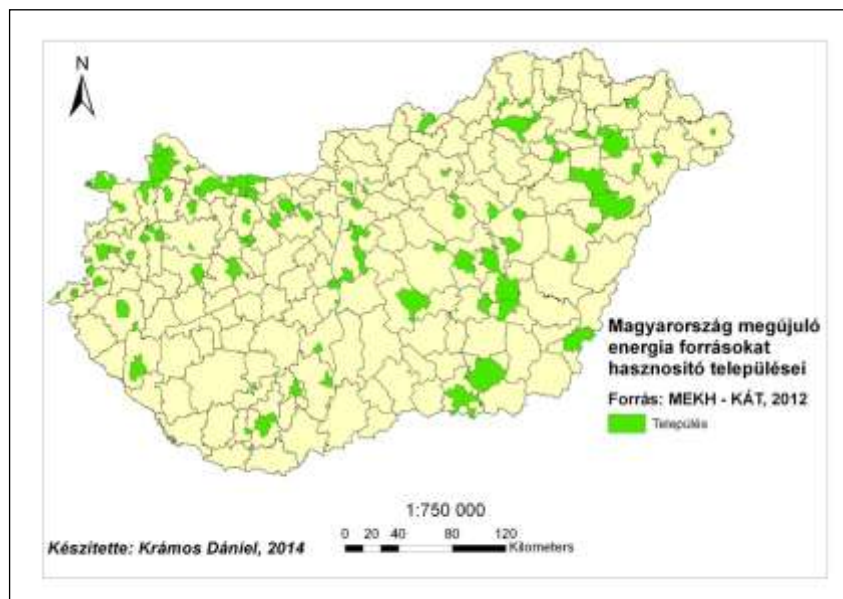 N
Magyarország megújuló
energia forrásokat
hasznosító települései
Forrás: MEKH - KÁT, 2012
Település
1:750 000
0 20 40 80 120
Kilometers
Készítette: Krámos Dániel, 2014